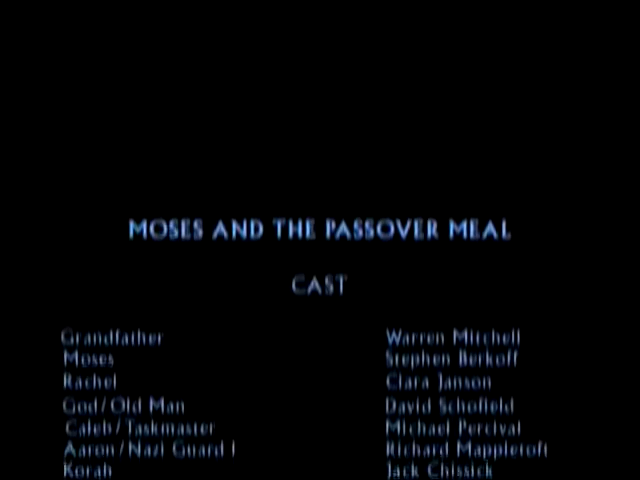 MOSES AND THE PASSOVER MEAL
CAST
Grandfather Warren Mitchell
Moses Stephen Berkoff
Rachel Clara Janson
God/Old Man David Schofield
Caleb/Taskmaster Michael Percival
Aaron/Nazi Guard 1 Richard Mappletoft
Korah Jack Chissick